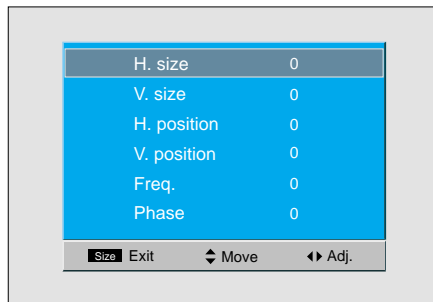 H. size 0
V. size 0
H. position 0
V. position 0
Freq. 0
Phase 0
Size Exit Move Adj.